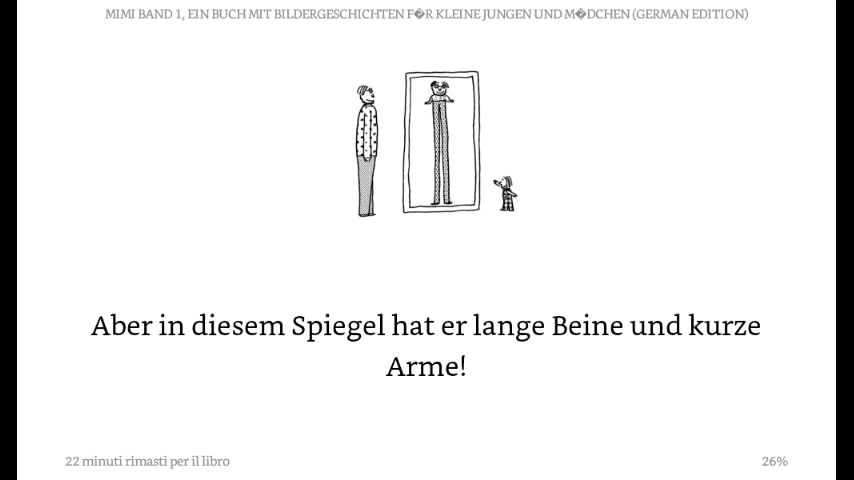 MIMI BAND 1, EIN BUCH MIT BILDERGESCHICHTEN F�R KLEINE JUNGEN UND M�DCHEN (GERMAN EDITION)
Aber in diesem Spiegel hat er lange Beine und kurze
Arme!
22 minuti rimasti per il libro
26%